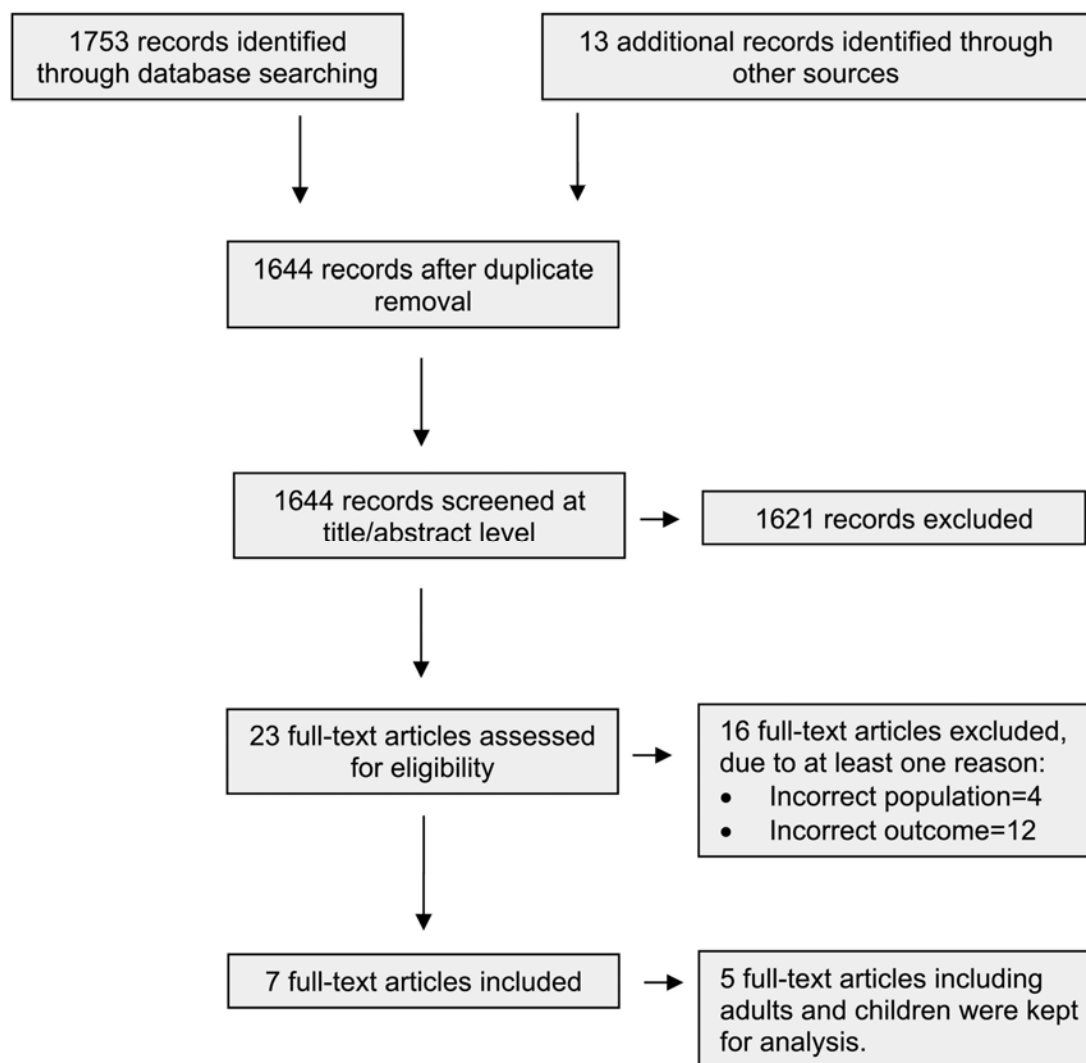 1753 records identified
through database searching
13 additional records identified through
other sources
1644 records after duplicate
removal
1644 records screened at
title/abstract level
1621 records excluded
23 full-text articles assessed
for eligibility
16 full-text articles excluded,
due to at least one reason:
• Incorrect population=4
• Incorrect outcome=12
7 full-text articles included
5 full-text articles including
adults and children were kept
for analysis.